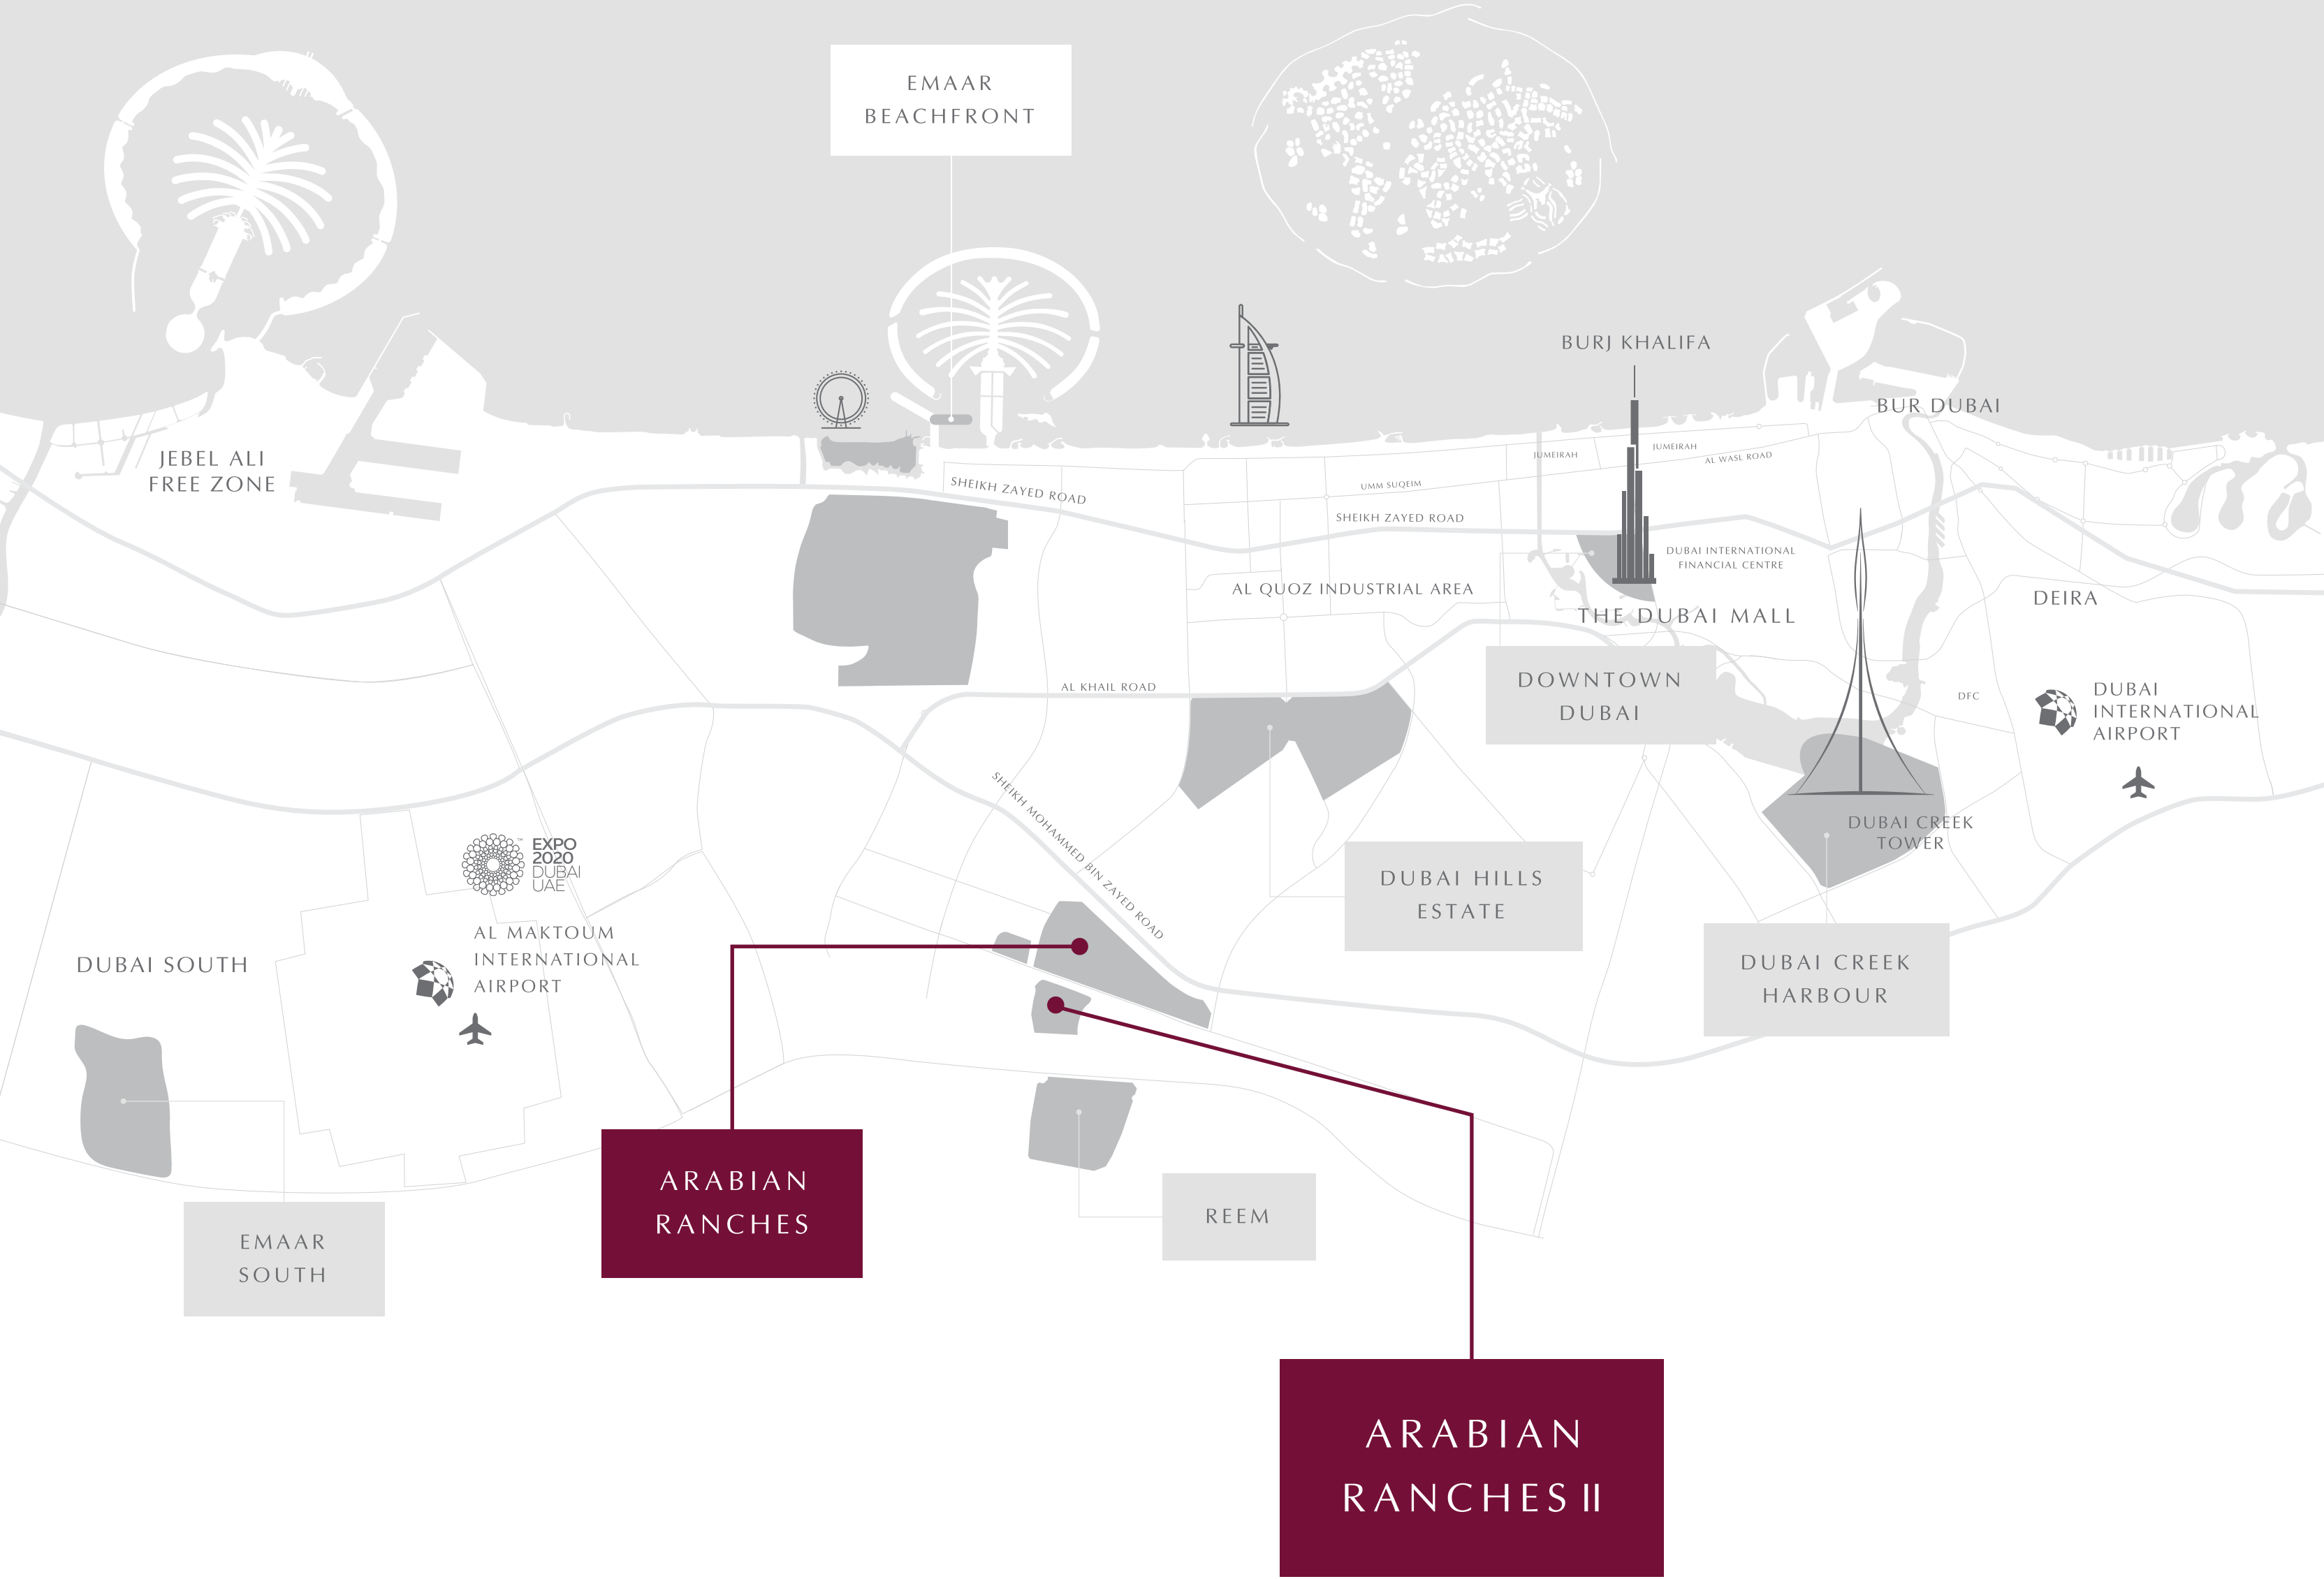 EMAAR
BEACHFRONT
BURJ KHALIFA
BUR DUBAI
JEBEL ALI
FREE ZONE
JUMEIRAH
JUMEIRAH
AL WASL ROAD
SHEIKH ZAYED ROAD
UMM SUQEIM
SHEIKH ZAYED ROAD
DUBAI INTERNATIONAL
FINANCIAL CENTRE
AL QUOZ INDUSTRIAL AREA
THE DUBAI MALL
DEIRA
DOWNTOWN
DUBAI
AL KHAIL ROAD
DFC
DUBAI
INTERNATIONAL
AIRPORT
SHEIKH MOHAMMED BIN ZAYED ROAD
DUBAI CREEK
TOWER
EXPO
2020
DUBAI
UAE
TM
DUBAI HILLS
ESTATE
AL MAKTOUM
INTERNATIONAL
AIRPORT
DUBAI SOUTH
DUBAI CREEK
HARBOUR
ARABIAN
RANCHES
REEM
EMAAR
SOUTH
ARABIAN
RANCHES II